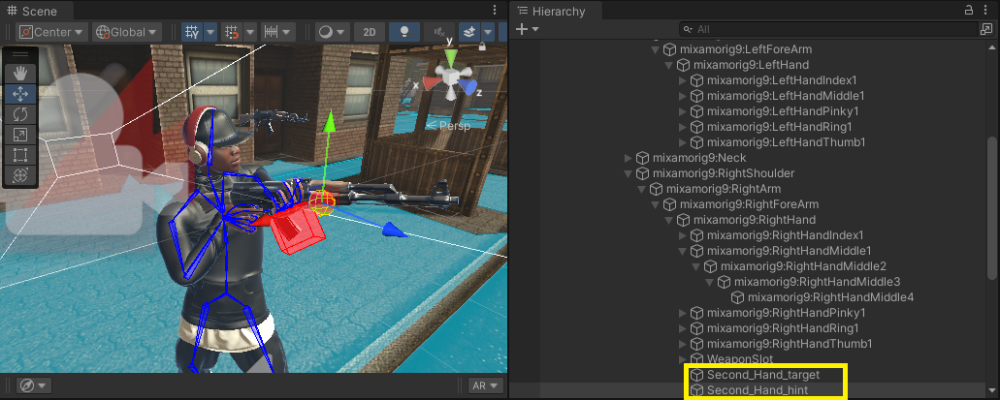 Scene
Center
Global
2D
y
x
z
Persp
AR
Hierarchy
All
mixamorig9:LeftForeArm
mixamorig9:LeftHand
mixamorig9:LeftHandIndex1
mixamorig9:LeftHandMiddle1
mixamorig9:LeftHandPinky1
mixamorig9:LeftHandRing1
mixamorig9:LeftHandThumb1
mixamorig9:Neck
mixamorig9:RightShoulder
mixamorig9:RightArm
mixamorig9:RightForeArm
mixamorig9:RightHand
mixamorig9:RightHandIndex1
mixamorig9:RightHandMiddle1
mixamorig9:RightHandMiddle2
mixamorig9:RightHandMiddle3
mixamorig9:RightHandMiddle4
mixamorig9:RightHandPinky1
mixamorig9:RightHandRing1
mixamorig9:RightHandThumb1
WeaponSlot
Second_Hand_target
Second_Hand_hint